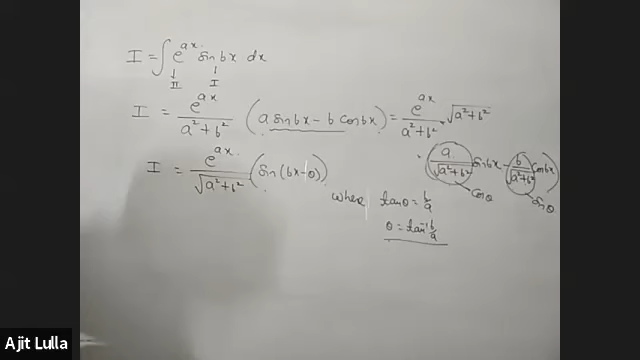 I = ∫ e^{ax} sin bx dx
↓ II ↓ I
I = e^{ax}/(a²+b²) (a sin bx − b cos bx) = e^{ax}/(a²+b²) · √(a²+b²)
· (a/√(a²+b²) sin bx − b/√(a²+b²) cos bx)
cos θ sin θ
I = e^{ax}/√(a²+b²) (sin(bx−θ))
where tan θ = b/a
θ = tan⁻¹ b/a
Ajit Lulla